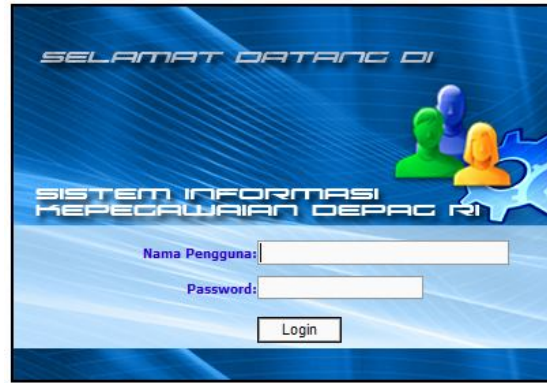 SELAMAT DATANG DI
SISTEM INFORMASI
KEPEGAWAIAN DEPAG RI
Nama Pengguna:
Password:
Login